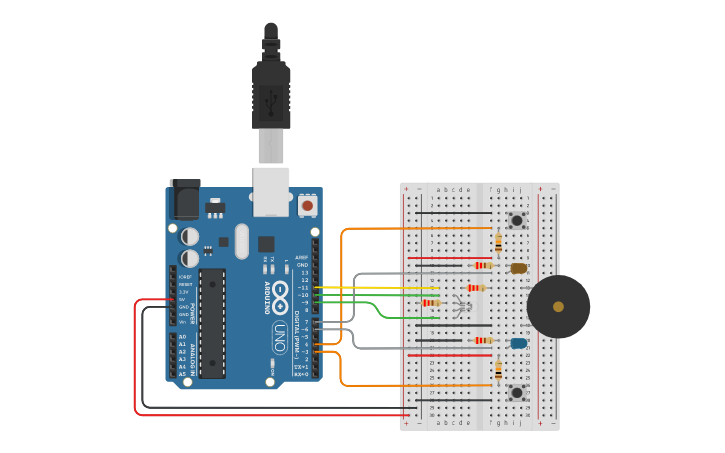 AREF
GND
13
12
~11
~10
~9
8
7
~6
~5
4
~3
2
TX→1
RX←0
DIGITAL (PWM~)
L
TX
RX
ARDUINO
UNO
ON
IOREF
RESET
3.3V
5V
GND
GND
Vin
POWER
A0
A1
A2
A3
A4
A5
ANALOG IN
+ − a b c d e f g h i j + −
+ − a b c d e f g h i j + −